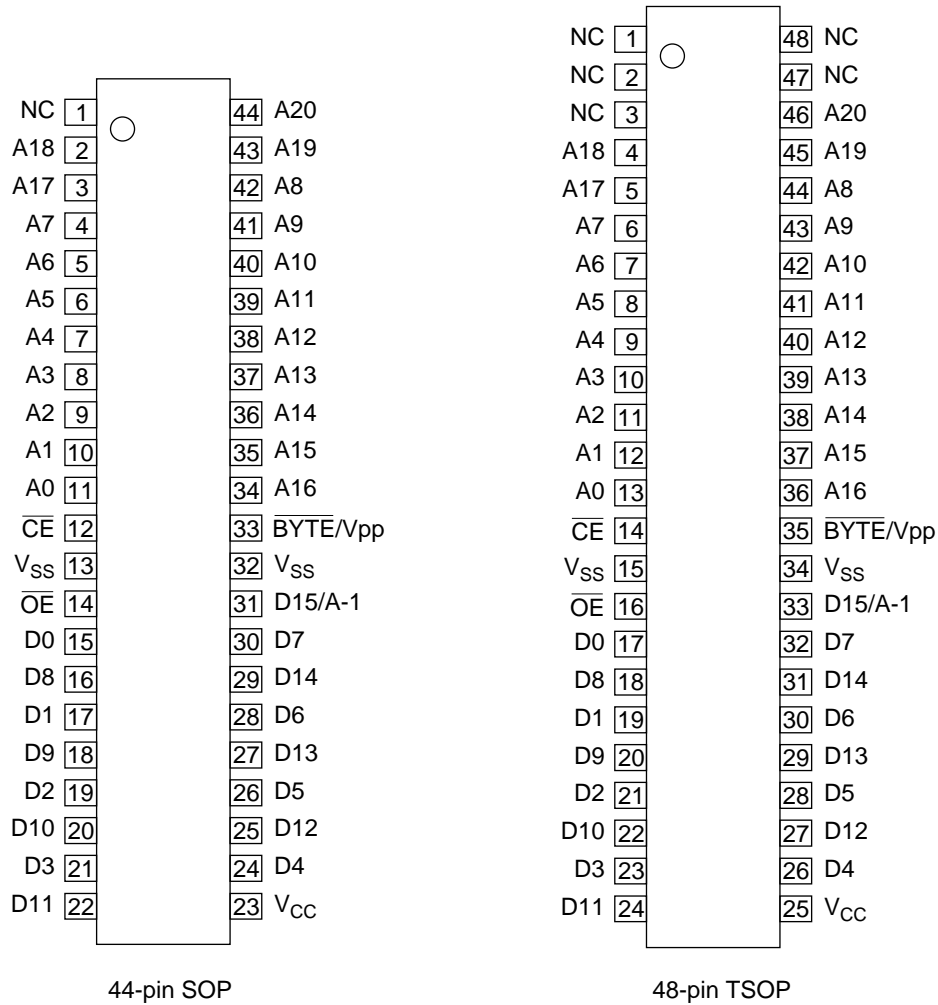 NC 1 44 A20
A18 2 43 A19
A17 3 42 A8
A7 4 41 A9
A6 5 40 A10
A5 6 39 A11
A4 7 38 A12
A3 8 37 A13
A2 9 36 A14
A1 10 35 A15
A0 11 34 A16
CE 12 33 BYTE/Vpp
VSS 13 32 VSS
OE 14 31 D15/A-1
D0 15 30 D7
D8 16 29 D14
D1 17 28 D6
D9 18 27 D13
D2 19 26 D5
D10 20 25 D12
D3 21 24 D4
D11 22 23 VCC
44-pin SOP
NC 1 48 NC
NC 2 47 NC
NC 3 46 A20
A18 4 45 A19
A17 5 44 A8
A7 6 43 A9
A6 7 42 A10
A5 8 41 A11
A4 9 40 A12
A3 10 39 A13
A2 11 38 A14
A1 12 37 A15
A0 13 36 A16
CE 14 35 BYTE/Vpp
VSS 15 34 VSS
OE 16 33 D15/A-1
D0 17 32 D7
D8 18 31 D14
D1 19 30 D6
D9 20 29 D13
D2 21 28 D5
D10 22 27 D12
D3 23 26 D4
D11 24 25 VCC
48-pin TSOP